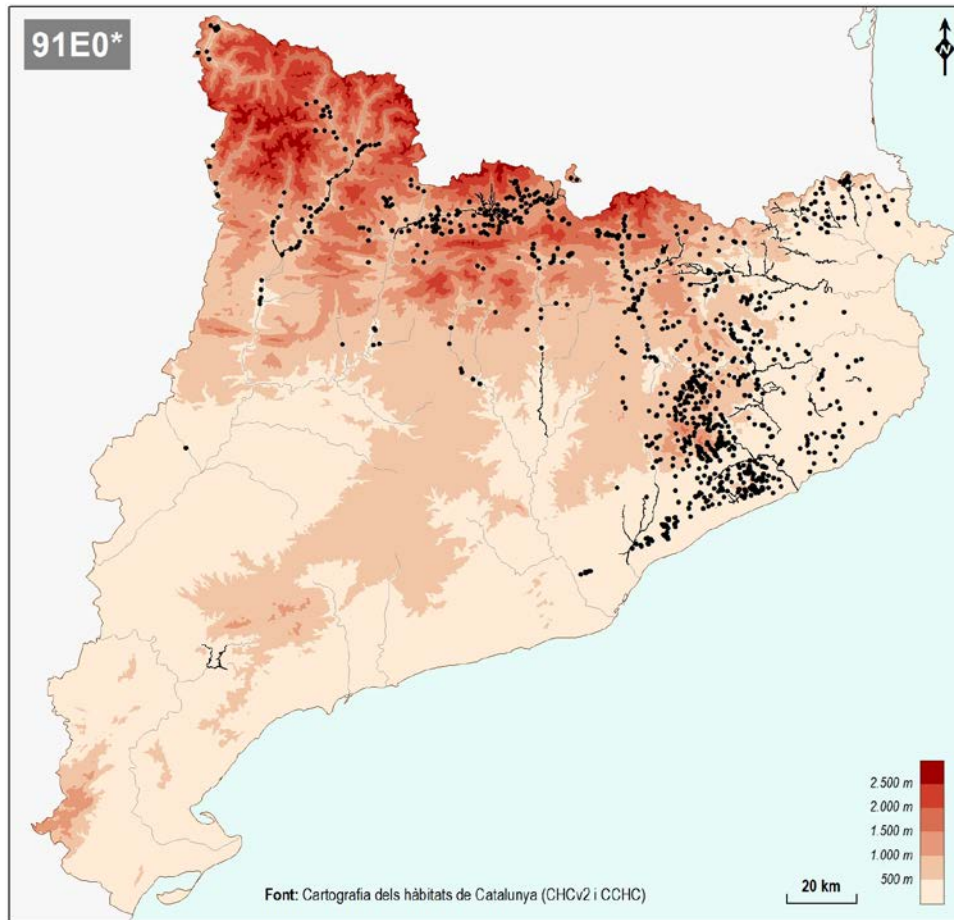 91E0*
N
2.500 m
2.000 m
1.500 m
1.000 m
500 m
20 km
Font: Cartografia dels hàbitats de Catalunya (CHCv2 i CCHC)